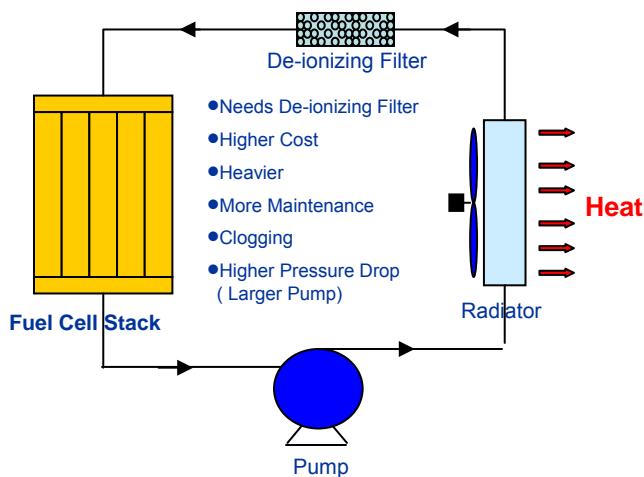 De-ionizing Filter
●Needs De-ionizing Filter
●Higher Cost
●Heavier
●More Maintenance
●Clogging
●Higher Pressure Drop
( Larger Pump)
Heat
Radiator
Fuel Cell Stack
Pump